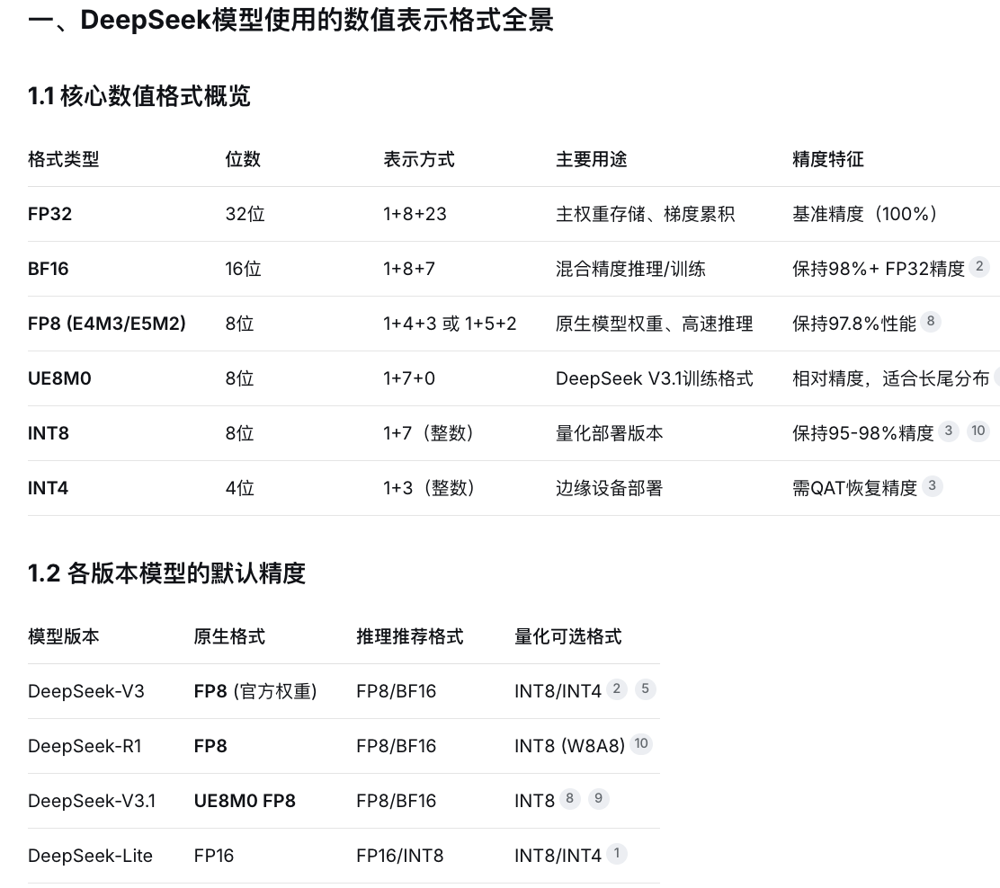 一、DeepSeek模型使用的数值表示格式全景
1.1 核心数值格式概览
格式类型 位数 表示方式 主要用途 精度特征
FP32 32位 1+8+23 主权重存储、梯度累积 基准精度（100%）
BF16 16位 1+8+7 混合精度推理/训练 保持98%+ FP32精度 2
FP8 (E4M3/E5M2) 8位 1+4+3 或 1+5+2 原生模型权重、高速推理 保持97.8%性能 8
UE8M0 8位 1+7+0 DeepSeek V3.1训练格式 相对精度，适合长尾分布
INT8 8位 1+7（整数） 量化部署版本 保持95-98%精度 3 10
INT4 4位 1+3（整数） 边缘设备部署 需QAT恢复精度 3
1.2 各版本模型的默认精度
模型版本 原生格式 推理推荐格式 量化可选格式
DeepSeek-V3 FP8 (官方权重) FP8/BF16 INT8/INT4 2 5
DeepSeek-R1 FP8 FP8/BF16 INT8 (W8A8) 10
DeepSeek-V3.1 UE8M0 FP8 FP8/BF16 INT8 8 9
DeepSeek-Lite FP16 FP16/INT8 INT8/INT4 1